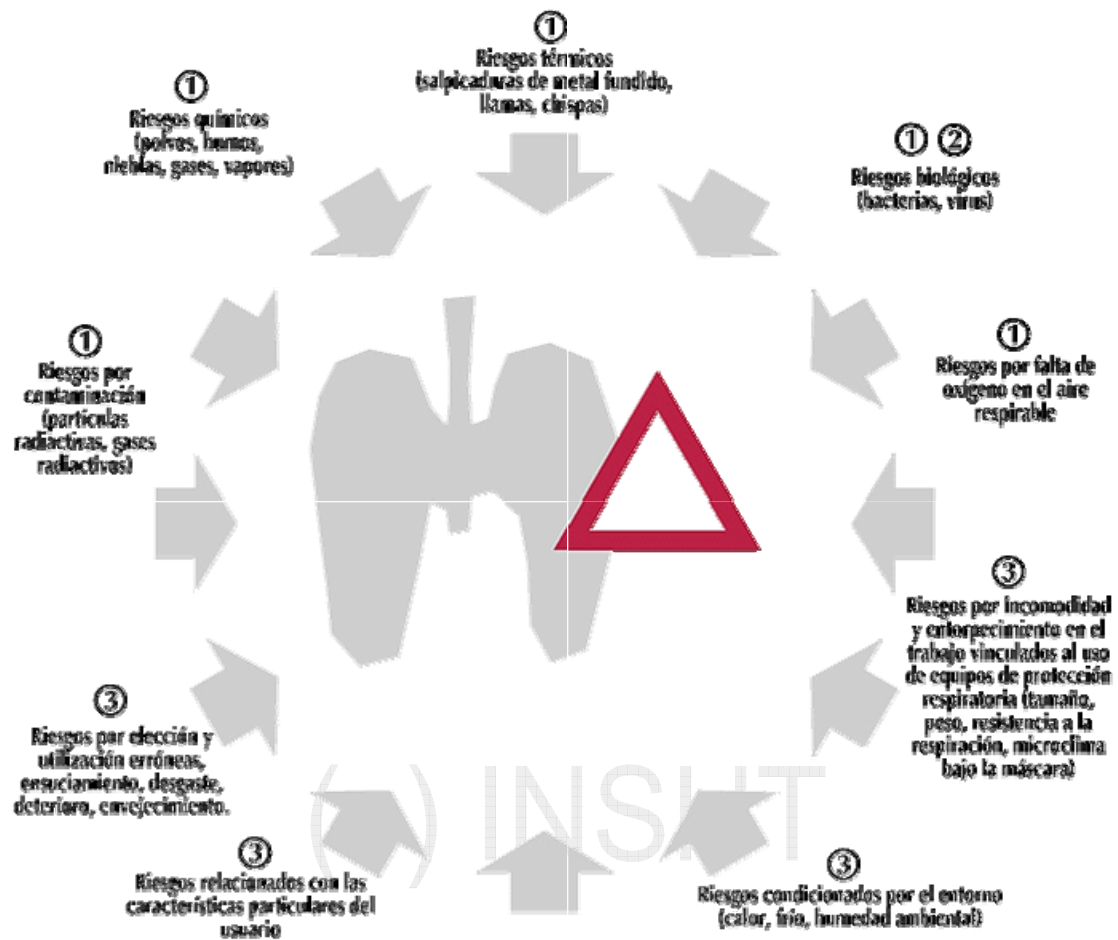 ①
Riesgos térmicos
(salpicaduras de metal fundido,
llamas, chispas)
①
Riesgos químicos
(polvos, humos,
nieblas, gases, vapores)
① ②
Riesgos biológicos
(bacterias, virus)
①
Riesgos por
contaminación
(partículas
radiactivas, gases
radiactivos)
①
Riesgos por falta de
oxígeno en el aire
respirable
③
Riesgos por incomodidad
y entorpecimiento en el
trabajo vinculados al uso
de equipos de protección
respiratoria (tamaño,
peso, resistencia a la
respiración, microclima
bajo la máscara)
③
Riesgos por elección y
utilización erróneas,
ensuciamiento, desgaste,
deterioro, envejecimiento.
③
Riesgos relacionados con las
características particulares del
usuario
③
Riesgos condicionados por el entorno
(calor, frío, humedad ambiental)
( ) INSHT